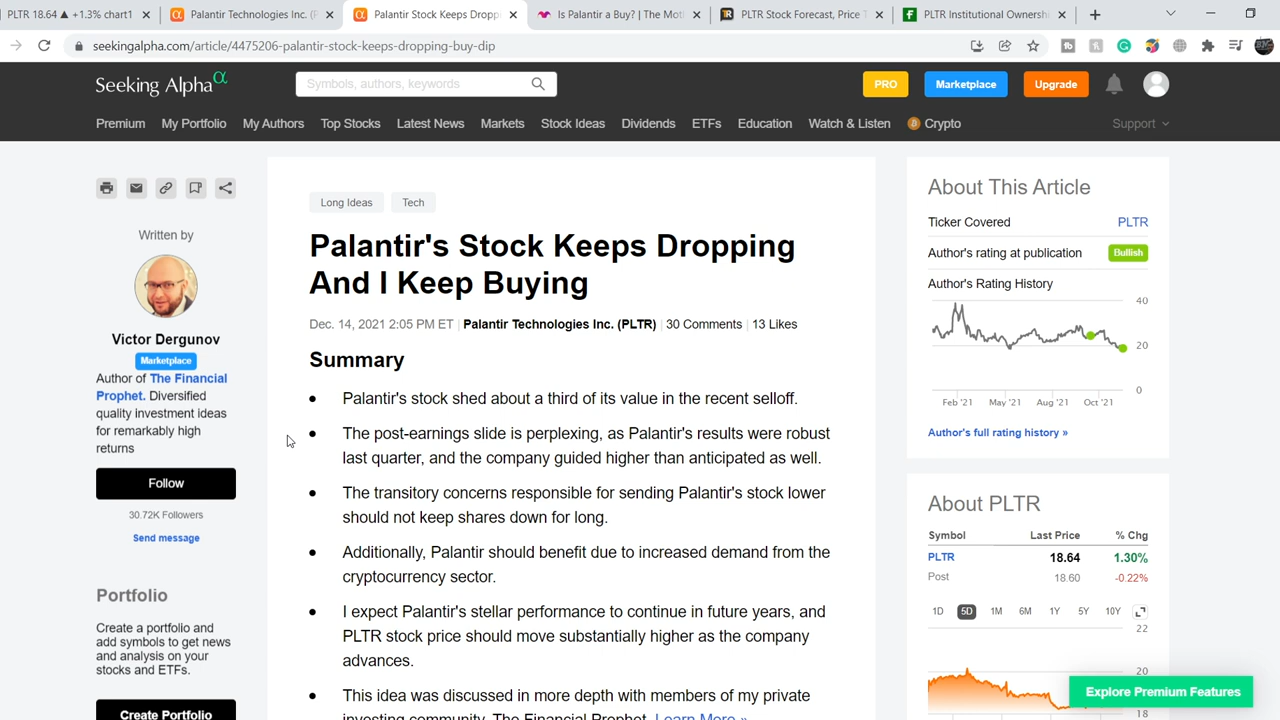 PLTR 18.64 ▲ +1.3% chart1
Palantir Technologies Inc. (P
Palantir Stock Keeps Droppi
Is Palantir a Buy? | The Mot
PLTR Stock Forecast, Price T
PLTR Institutional Ownershi
seekingalpha.com/article/4475206-palantir-stock-keeps-dropping-buy-dip
Seeking Alpha α
Symbols, authors, keywords
PRO
Marketplace
Upgrade
Premium
My Portfolio
My Authors
Top Stocks
Latest News
Markets
Stock Ideas
Dividends
ETFs
Education
Watch & Listen
Crypto
Support
Written by
Victor Dergunov
Marketplace
Author of The Financial
Prophet. Diversified
quality investment ideas
for remarkably high
returns
Follow
30.72K Followers
Send message
Portfolio
Create a portfolio and
add symbols to get news
and analysis on your
stocks and ETFs.
Create Portfolio
Long Ideas
Tech
Palantir's Stock Keeps Dropping
And I Keep Buying
Dec. 14, 2021 2:05 PM ET | Palantir Technologies Inc. (PLTR) | 30 Comments | 13 Likes
Summary
• Palantir's stock shed about a third of its value in the recent selloff.
• The post-earnings slide is perplexing, as Palantir's results were robust
last quarter, and the company guided higher than anticipated as well.
• The transitory concerns responsible for sending Palantir's stock lower
should not keep shares down for long.
• Additionally, Palantir should benefit due to increased demand from the
cryptocurrency sector.
• I expect Palantir's stellar performance to continue in future years, and
PLTR stock price should move substantially higher as the company
advances.
• This idea was discussed in more depth with members of my private
investing community, The Financial Prophet. Learn More »
About This Article
Ticker Covered PLTR
Author's rating at publication Bullish
Author's Rating History
40
20
0
Feb '21 May '21 Aug '21 Oct '21
Author's full rating history »
About PLTR
Symbol Last Price % Chg
PLTR 18.64 1.30%
Post 18.60 -0.22%
1D 5D 1M 6M 1Y 5Y 10Y
22
20
Explore Premium Features
18